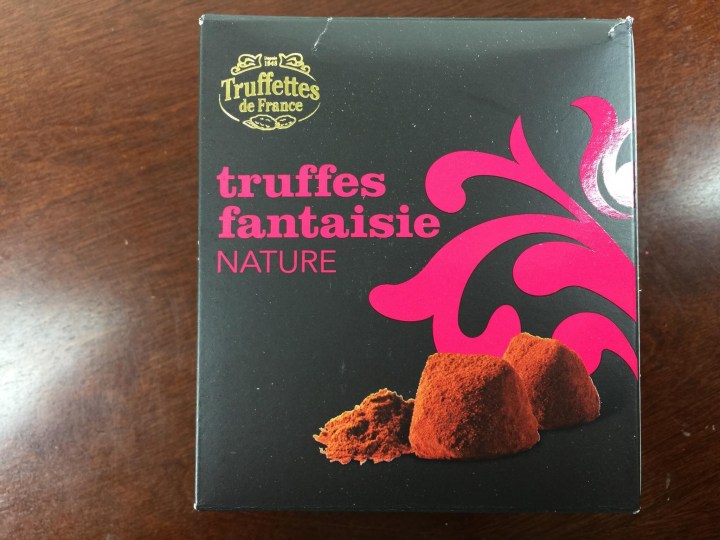 Truffettes
de France
truffes
fantaisie
NATURE